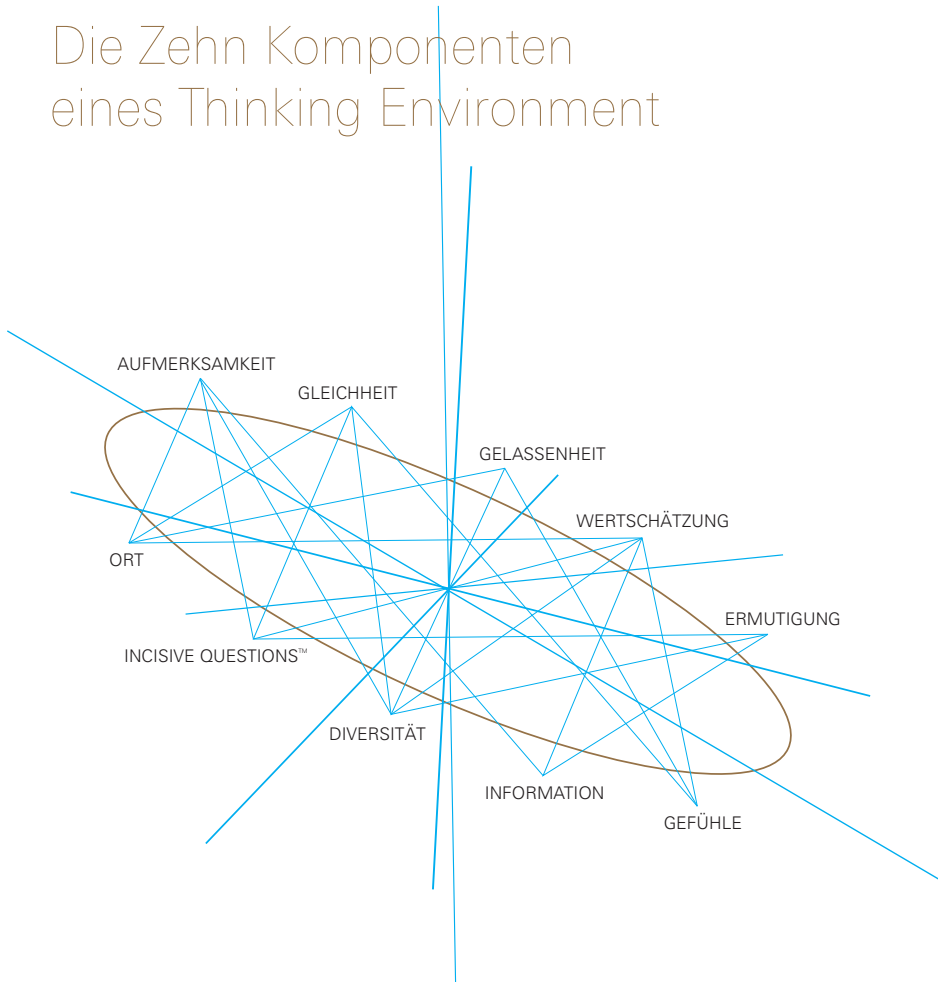 Die Zehn Komponenten
eines Thinking Environment
AUFMERKSAMKEIT
GLEICHHEIT
GELASSENHEIT
WERTSCHÄTZUNG
ORT
ERMUTIGUNG
INCISIVE QUESTIONS™
DIVERSITÄT
INFORMATION
GEFÜHLE